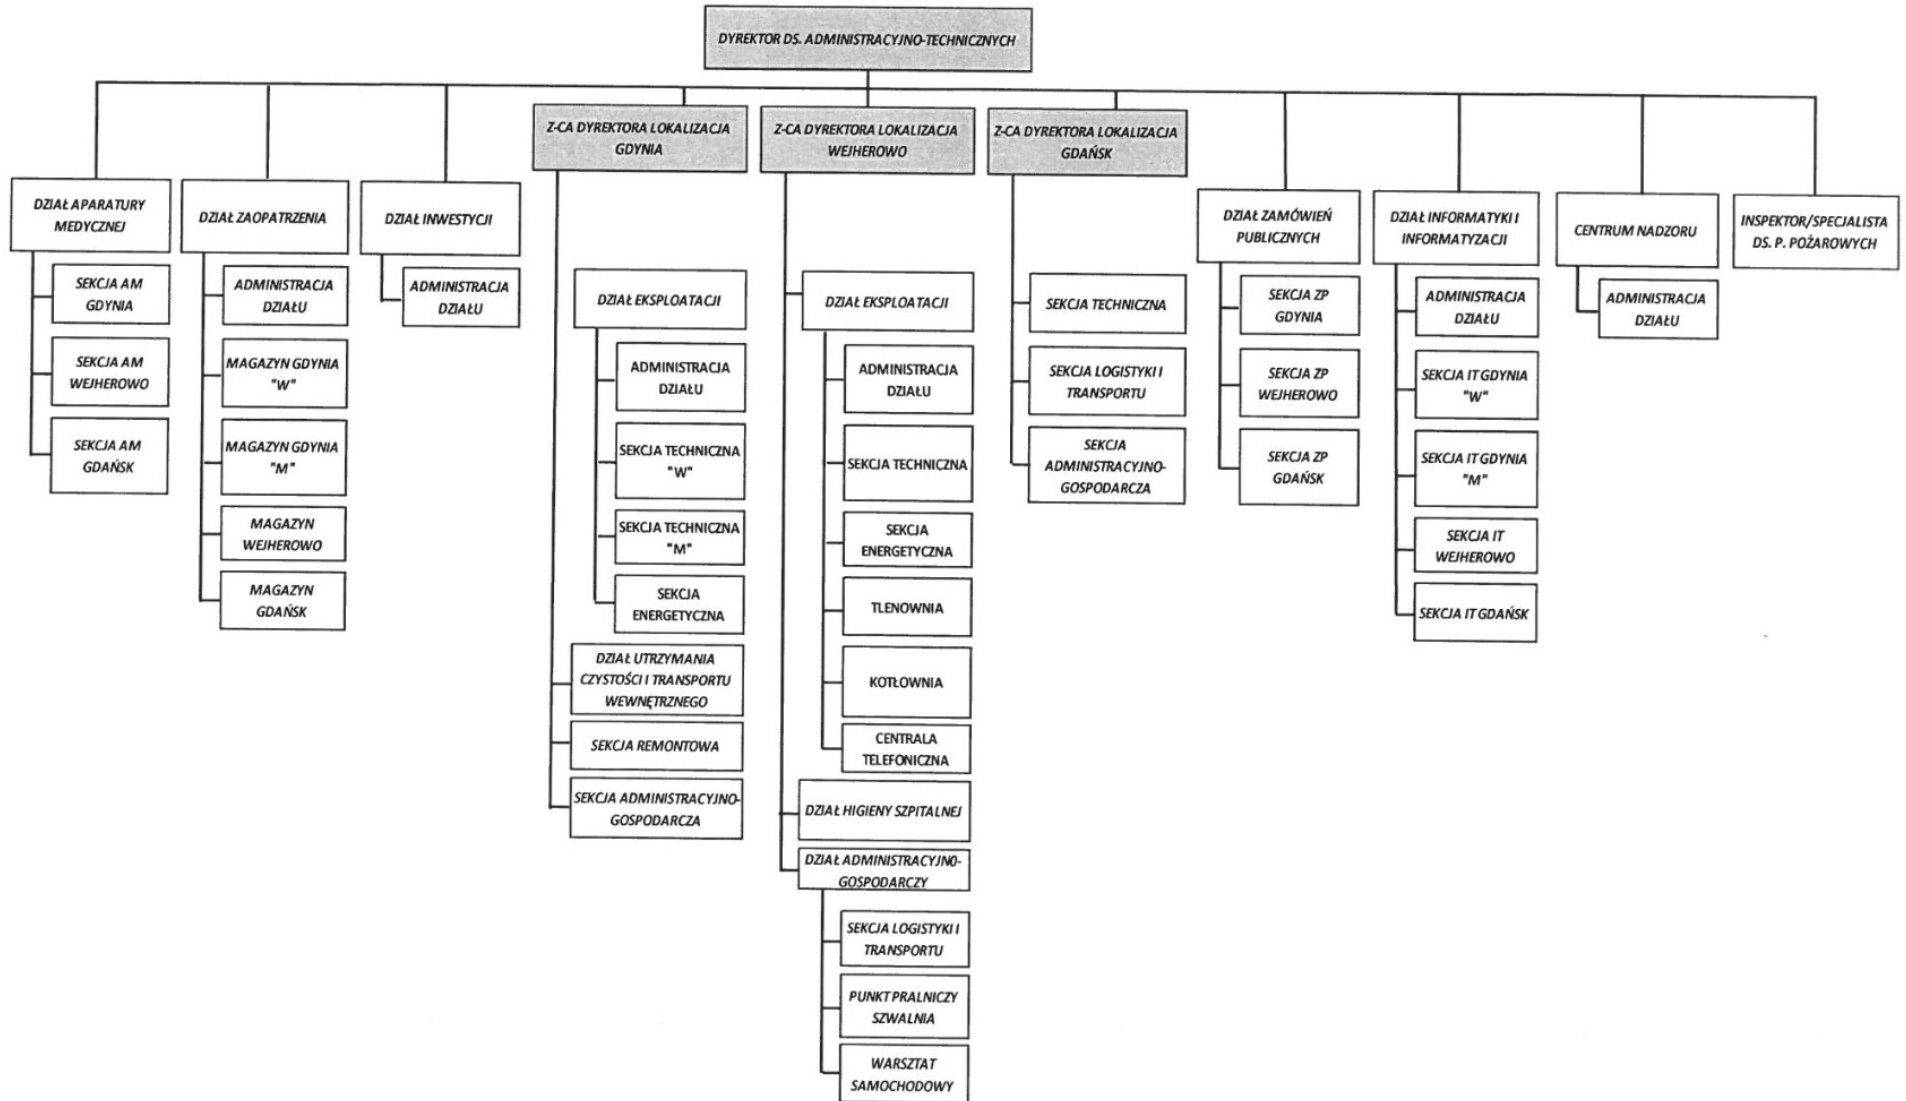 DYREKTOR DS. ADMINISTRACYJNO-TECHNICZNYCH
DZIAŁ APARATURY
MEDYCZNEJ
SEKCJA AM
GDYNIA
SEKCJA AM
WEJHEROWO
SEKCJA AM
GDAŃSK
DZIAŁ ZAOPATRZENIA
ADMINISTRACJA
DZIAŁU
MAGAZYN GDYNIA
"W"
MAGAZYN GDYNIA
"M"
MAGAZYN
WEJHEROWO
MAGAZYN
GDAŃSK
DZIAŁ INWESTYCJI
ADMINISTRACJA
DZIAŁU
Z-CA DYREKTORA LOKALIZACJA
GDYNIA
DZIAŁ EKSPLOATACJI
ADMINISTRACJA
DZIAŁU
SEKCJA TECHNICZNA
"W"
SEKCJA TECHNICZNA
"M"
SEKCJA
ENERGETYCZNA
DZIAŁ UTRZYMANIA
CZYSTOŚCI I TRANSPORTU
WEWNĘTRZNEGO
SEKCJA REMONTOWA
SEKCJA ADMINISTRACYJNO-
GOSPODARCZA
Z-CA DYREKTORA LOKALIZACJA
WEJHEROWO
DZIAŁ EKSPLOATACJI
ADMINISTRACJA
DZIAŁU
SEKCJA TECHNICZNA
SEKCJA
ENERGETYCZNA
TLENOWNIA
KOTŁOWNIA
CENTRALA
TELEFONICZNA
DZIAŁ HIGIENY SZPITALNEJ
DZIAŁ ADMINISTRACYJNO-
GOSPODARCZY
SEKCJA LOGISTYKI I
TRANSPORTU
PUNKT PRALNICZY
SZWALNIA
WARSZTAT
SAMOCHODOWY
Z-CA DYREKTORA LOKALIZACJA
GDAŃSK
SEKCJA TECHNICZNA
SEKCJA LOGISTYKI I
TRANSPORTU
SEKCJA
ADMINISTRACYJNO-
GOSPODARCZA
DZIAŁ ZAMÓWIEŃ
PUBLICZNYCH
SEKCJA ZP
GDYNIA
SEKCJA ZP
WEJHEROWO
SEKCJA ZP
GDAŃSK
DZIAŁ INFORMATYKI I
INFORMATYZACJI
ADMINISTRACJA
DZIAŁU
SEKCJA IT GDYNIA
"W"
SEKCJA IT GDYNIA
"M"
SEKCJA IT
WEJHEROWO
SEKCJA IT GDAŃSK
CENTRUM NADZORU
ADMINISTRACJA
DZIAŁU
INSPEKTOR/SPECJALISTA
DS. P. POŻAROWYCH